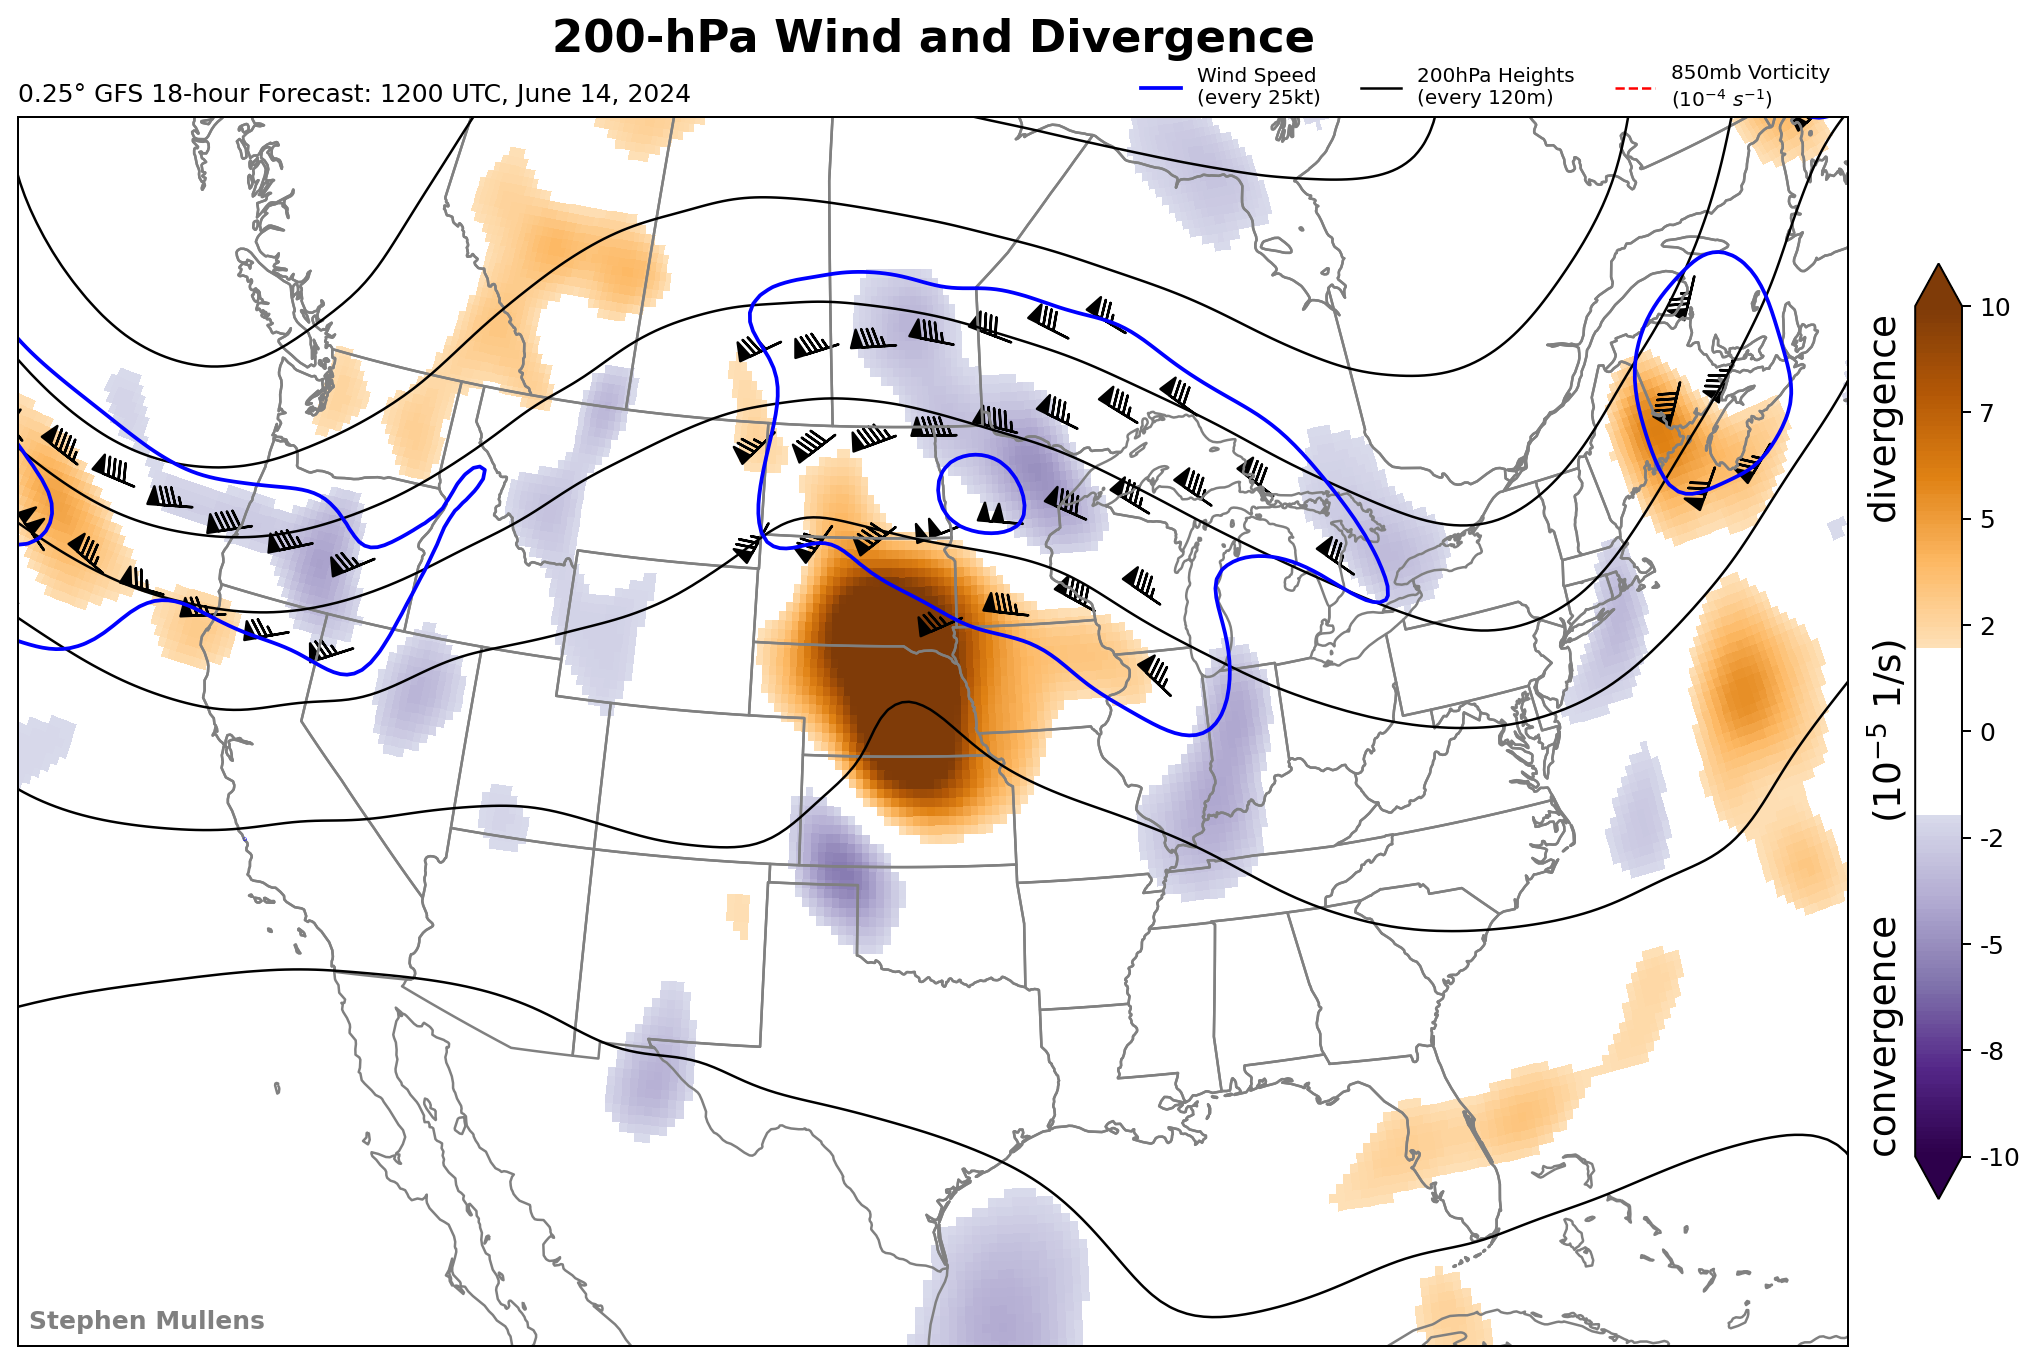 200-hPa Wind and Divergence
0.25° GFS 18-hour Forecast: 1200 UTC, June 14, 2024
Wind Speed
(every 25kt)
200hPa Heights
(every 120m)
850mb Vorticity
(10⁻⁴ s⁻¹)
10
7
5
2
0
-2
-5
-8
-10
convergence (10⁻⁵ 1/s) divergence
Stephen Mullens